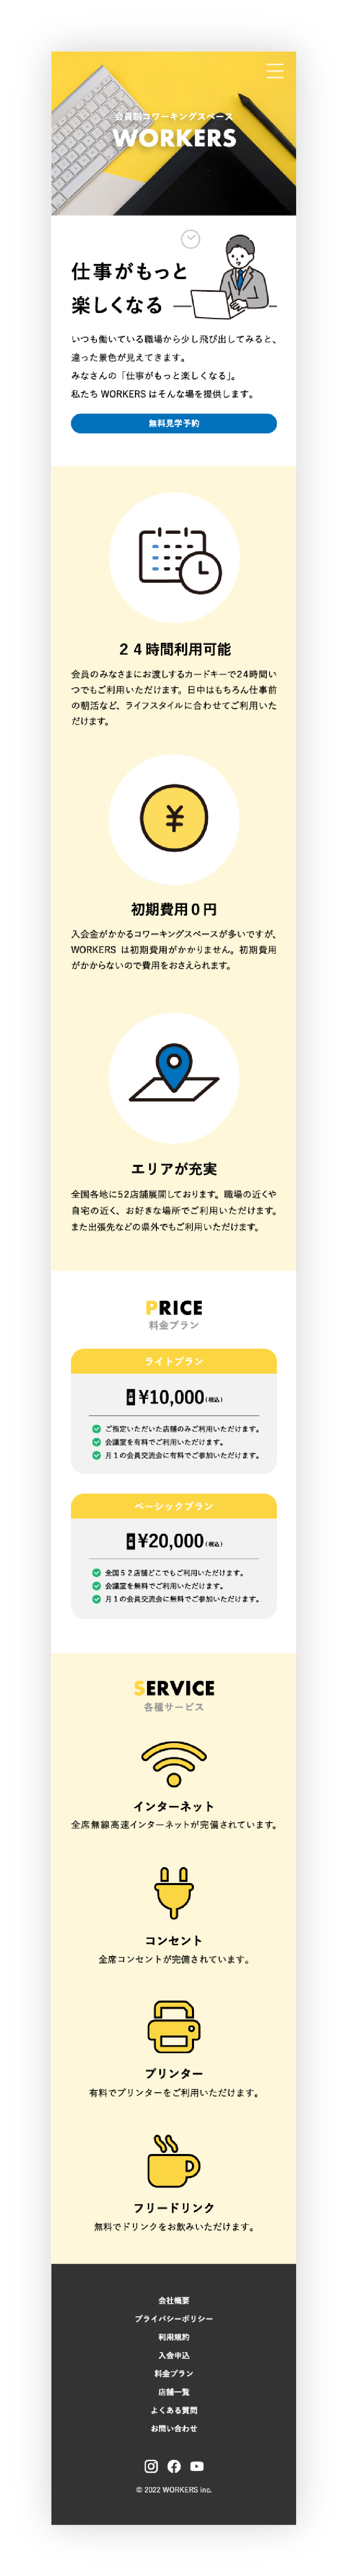 会員制コワーキングスペース
WORKERS
仕事がもっと
楽しくなる
いつも働いている職場から少し飛び出してみると、
違った景色が見えてきます。
みなさんの「仕事がもっと楽しくなる」。
私たち WORKERS はそんな場を提供します。
無料見学予約
２４時間利用可能
会員のみなさまにお渡しするカードキーで24時間い
つでもご利用いただけます。日中はもちろん仕事前
の朝活など、ライフスタイルに合わせてご利用いた
だけます。
¥
初期費用０円
入会金がかかるコワーキングスペースが多いですが、
WORKERS は初期費用がかかりません。初期費用
がかからないので費用をおさえられます。
エリアが充実
全国各地に52店舗展開しております。職場の近くや
自宅の近く、お好きな場所でご利用いただけます。
また出張先などの県外でもご利用いただけます。
PRICE
料金プラン
ライトプラン
¥10,000(税込)
ご指定いただいた店舗のみご利用いただけます。
会議室を有料でご利用いただけます。
月１の会員交流会に有料でご参加いただけます。
ベーシックプラン
¥20,000(税込)
全国５２店舗どこでもご利用いただけます。
会議室を無料でご利用いただけます。
月１の会員交流会に無料でご参加いただけます。
SERVICE
各種サービス
インターネット
全席無線高速インターネットが完備されています。
コンセント
全席コンセントが完備されています。
プリンター
有料でプリンターをご利用いただけます。
フリードリンク
無料でドリンクをお飲みいただけます。
会社概要
プライバシーポリシー
利用規約
入会申込
料金プラン
店舗一覧
よくある質問
お問い合わせ
© 2022 WORKERS inc.